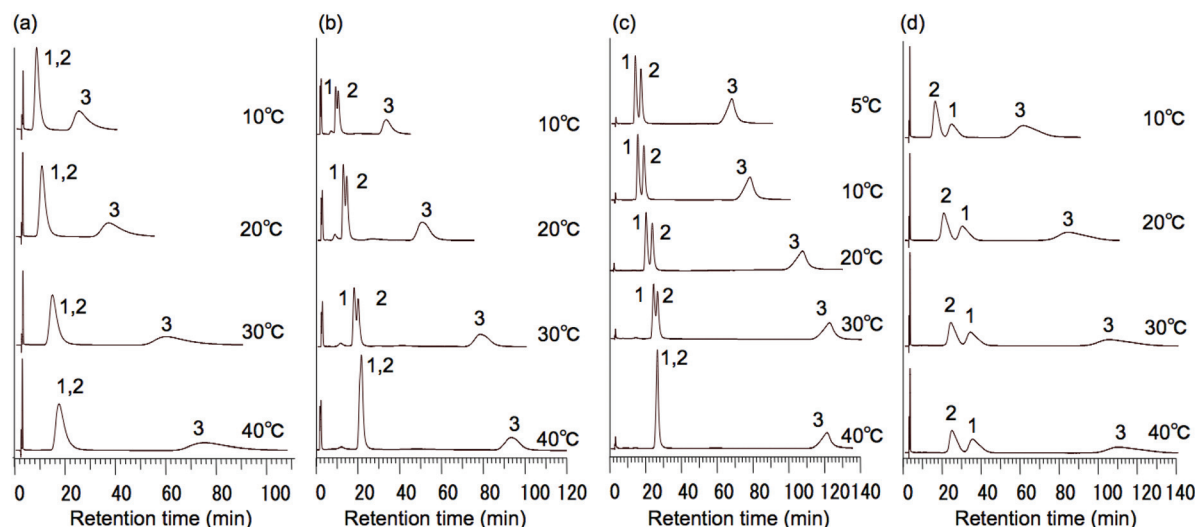 (a)
1,2
3
10°C
1,2
3
20°C
1,2
3
30°C
1,2
3
40°C
0 20 40 60 80 100
Retention time (min)
(b)
1 2
3
10°C
1 2
3
20°C
1 2
3
30°C
1,2
3
40°C
0 20 40 60 80 100 120
Retention time (min)
(c)
1 2
3
5°C
1 2
3
10°C
1 2
3
20°C
1 2
3
30°C
1,2
3
40°C
0 20 40 60 80 100 120 140
Retention time (min)
(d)
2 1 3
10°C
2 1 3
20°C
2 1 3
30°C
2 1 3
40°C
0 20 40 60 80 100 120 140
Retention time (min)